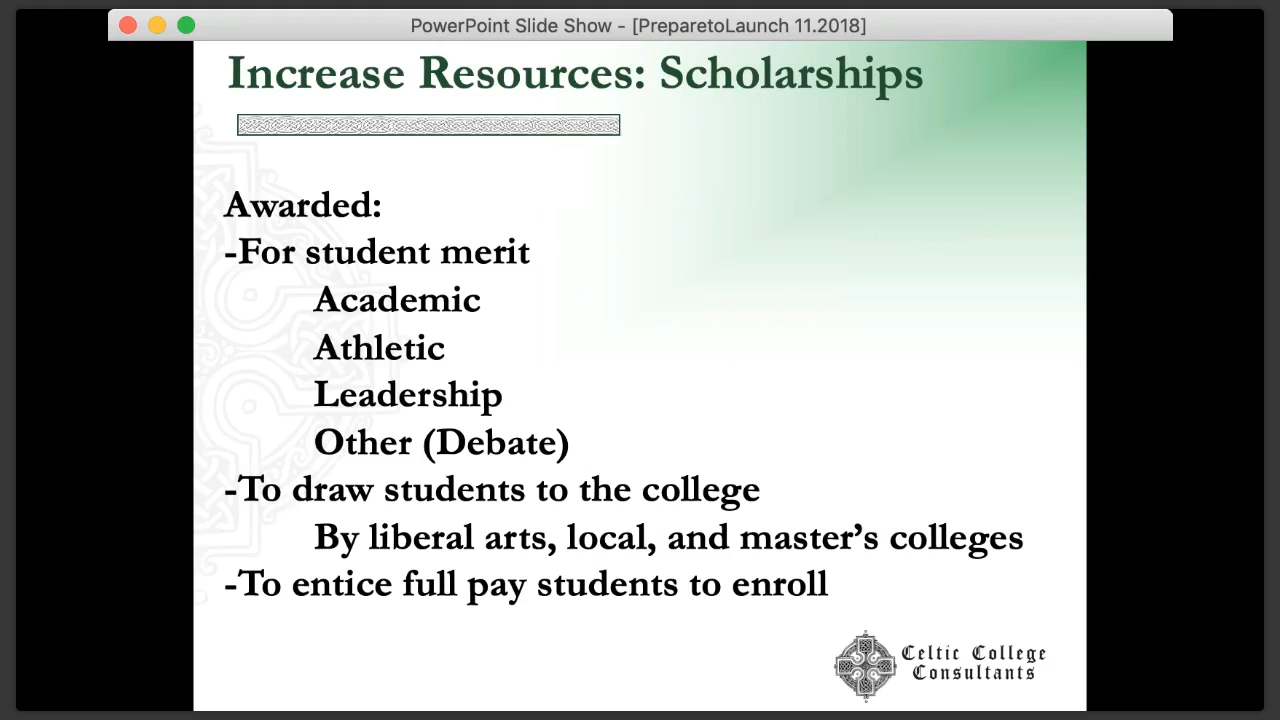 PowerPoint Slide Show - [PreparetoLaunch 11.2018]
Increase Resources: Scholarships
Awarded:
-For student merit
Academic
Athletic
Leadership
Other (Debate)
-To draw students to the college
By liberal arts, local, and master’s colleges
-To entice full pay students to enroll
Celtic College
Consultants